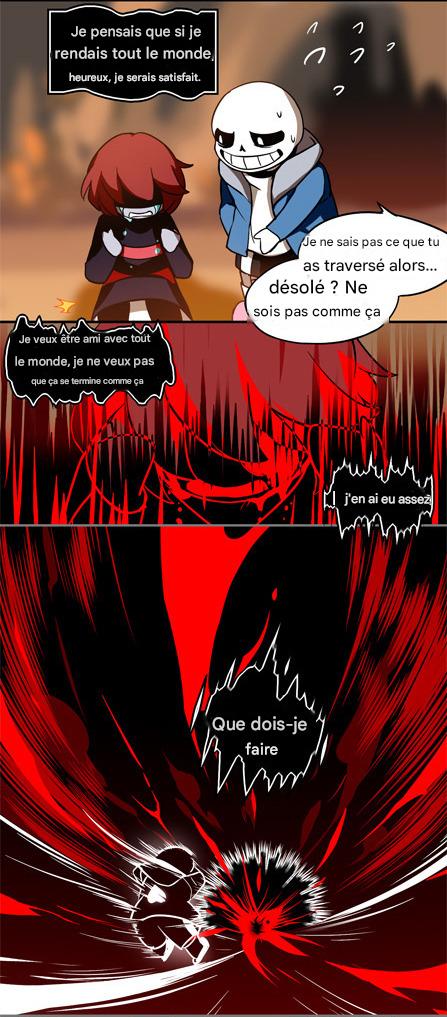 Je pensais que si je
rendais tout le monde,
heureux, je serais satisfait.
Je ne sais pas ce que tu
as traversé alors...
désolé ? Ne
sois pas comme ça
Je veux être ami avec tout
le monde, je ne veux pas
que ça se termine comme ça
j'en ai eu assez
Que dois-je
faire